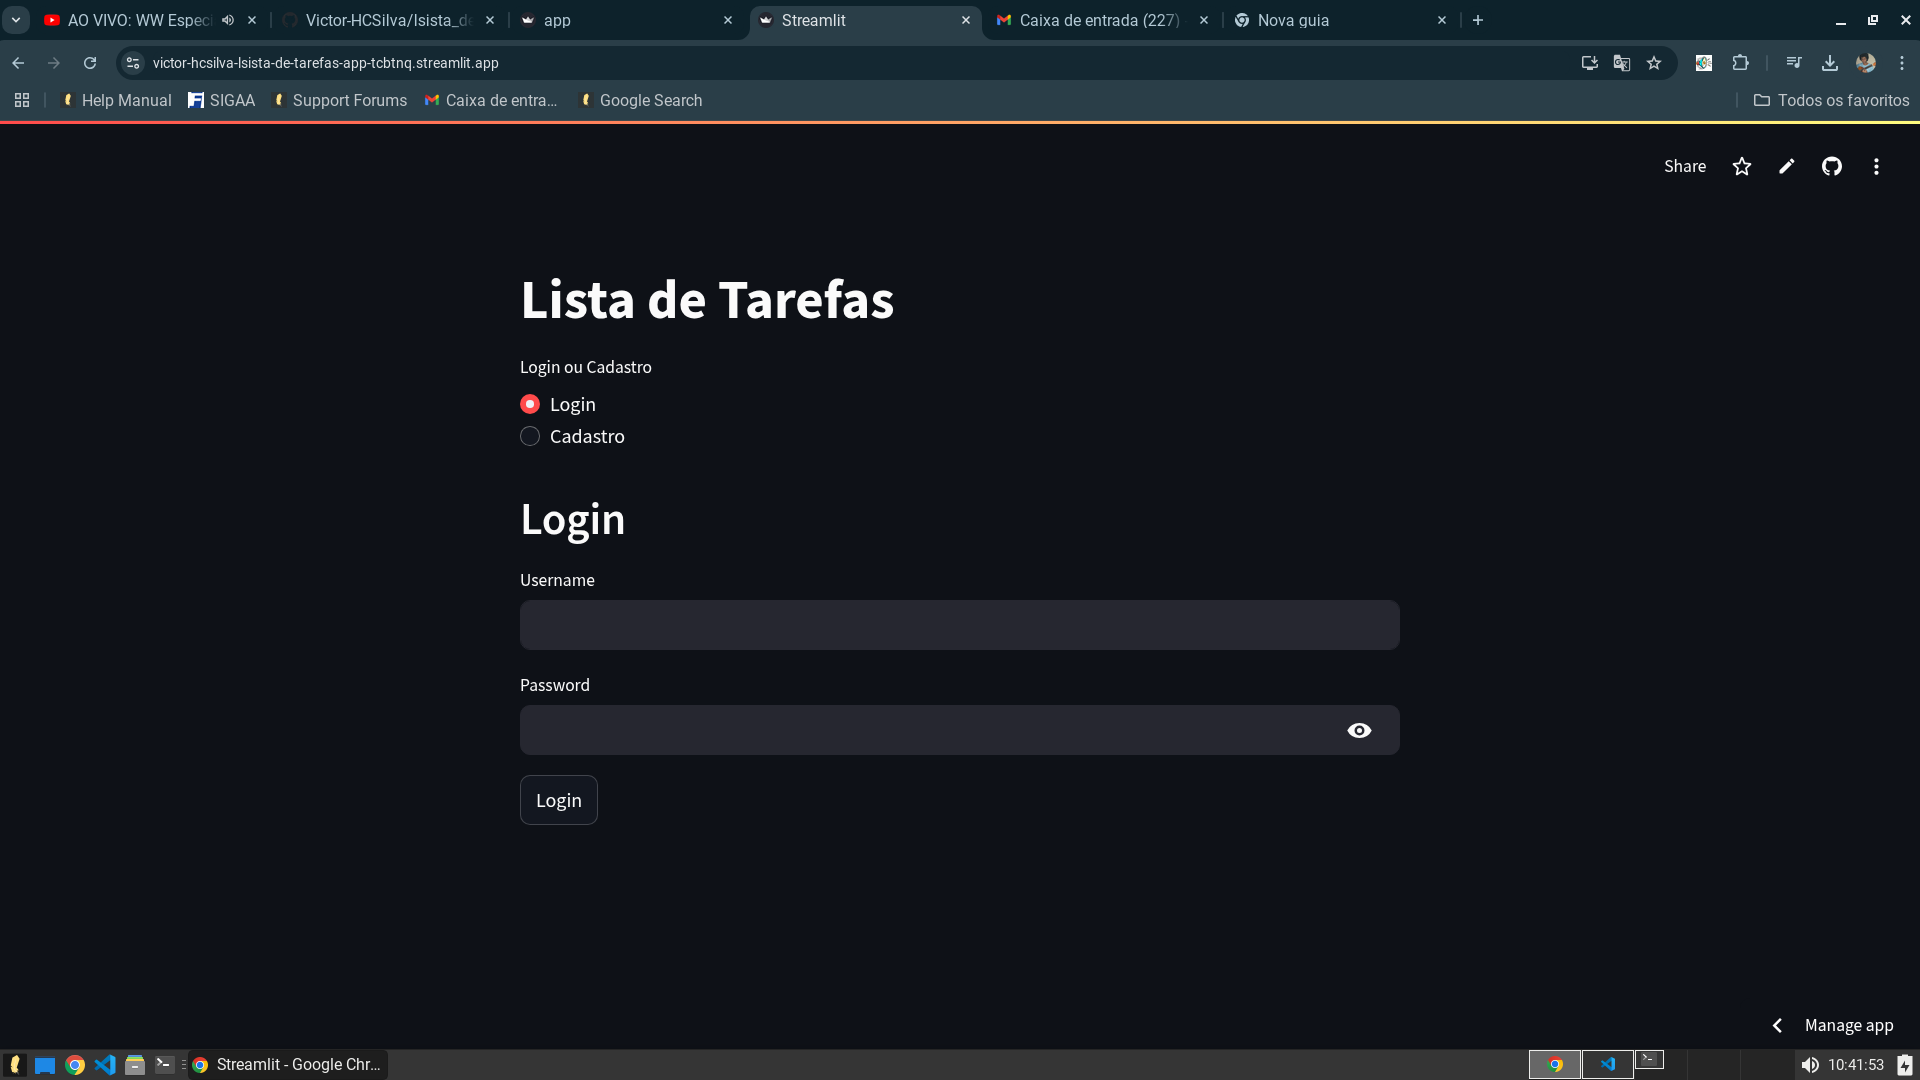 AO VIVO: WW Especi
Victor-HCSilva/lsista_de
app
Streamlit
Caixa de entrada (227)
Nova guia
victor-hcsilva-lsista-de-tarefas-app-tcbtnq.streamlit.app
Help Manual
SIGAA
Support Forums
Caixa de entra...
Google Search
Todos os favoritos
Share
Lista de Tarefas
Login ou Cadastro
Login
Cadastro
Login
Username
Password
Login
Manage app
Streamlit - Google Chr...
10:41:53